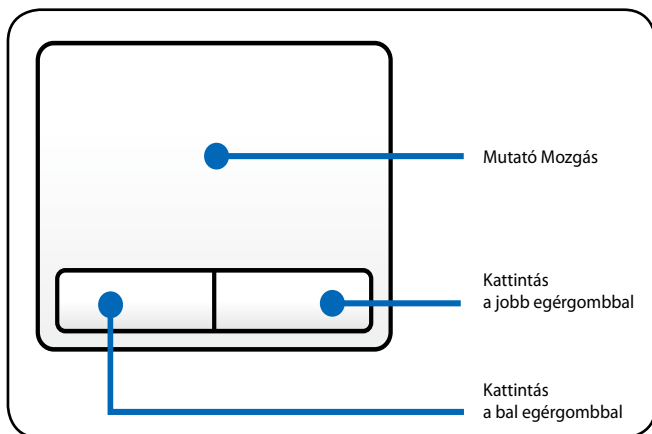 Mutató Mozgás
Kattintás
a jobb egérgombbal
Kattintás
a bal egérgombbal